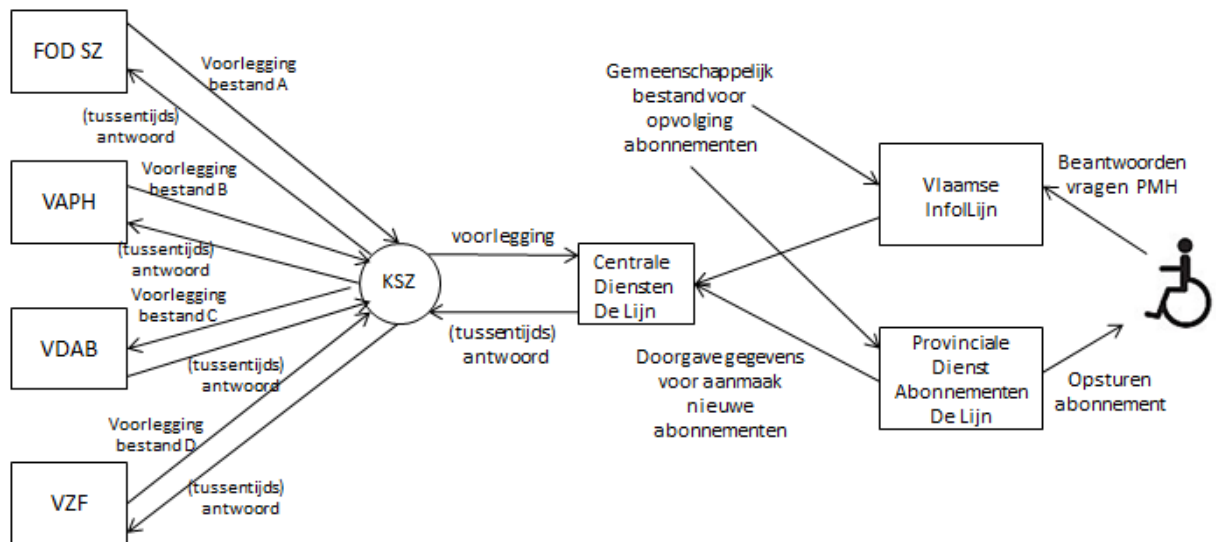 FOD SZ
Voorlegging
bestand A
(tussentijds)
antwoord
VAPH
Voorlegging
bestand B
(tussentijds)
antwoord
VDAB
Voorlegging
bestand C
(tussentijds)
antwoord
VZF
Voorlegging
bestand D
(tussentijds)
antwoord
KSZ
voorlegging
(tussentijds)
antwoord
Centrale
Diensten
De Lijn
Gemeenschappelijk
bestand voor
opvolging
abonnementen
Doorgave gegevens
voor aanmaak
nieuwe
abonnementen
Vlaamse
InfolLijn
Beantwoorden
vragen PMH
Provinciale
Dienst
Abonnementen
De Lijn
Opsturen
abonnement